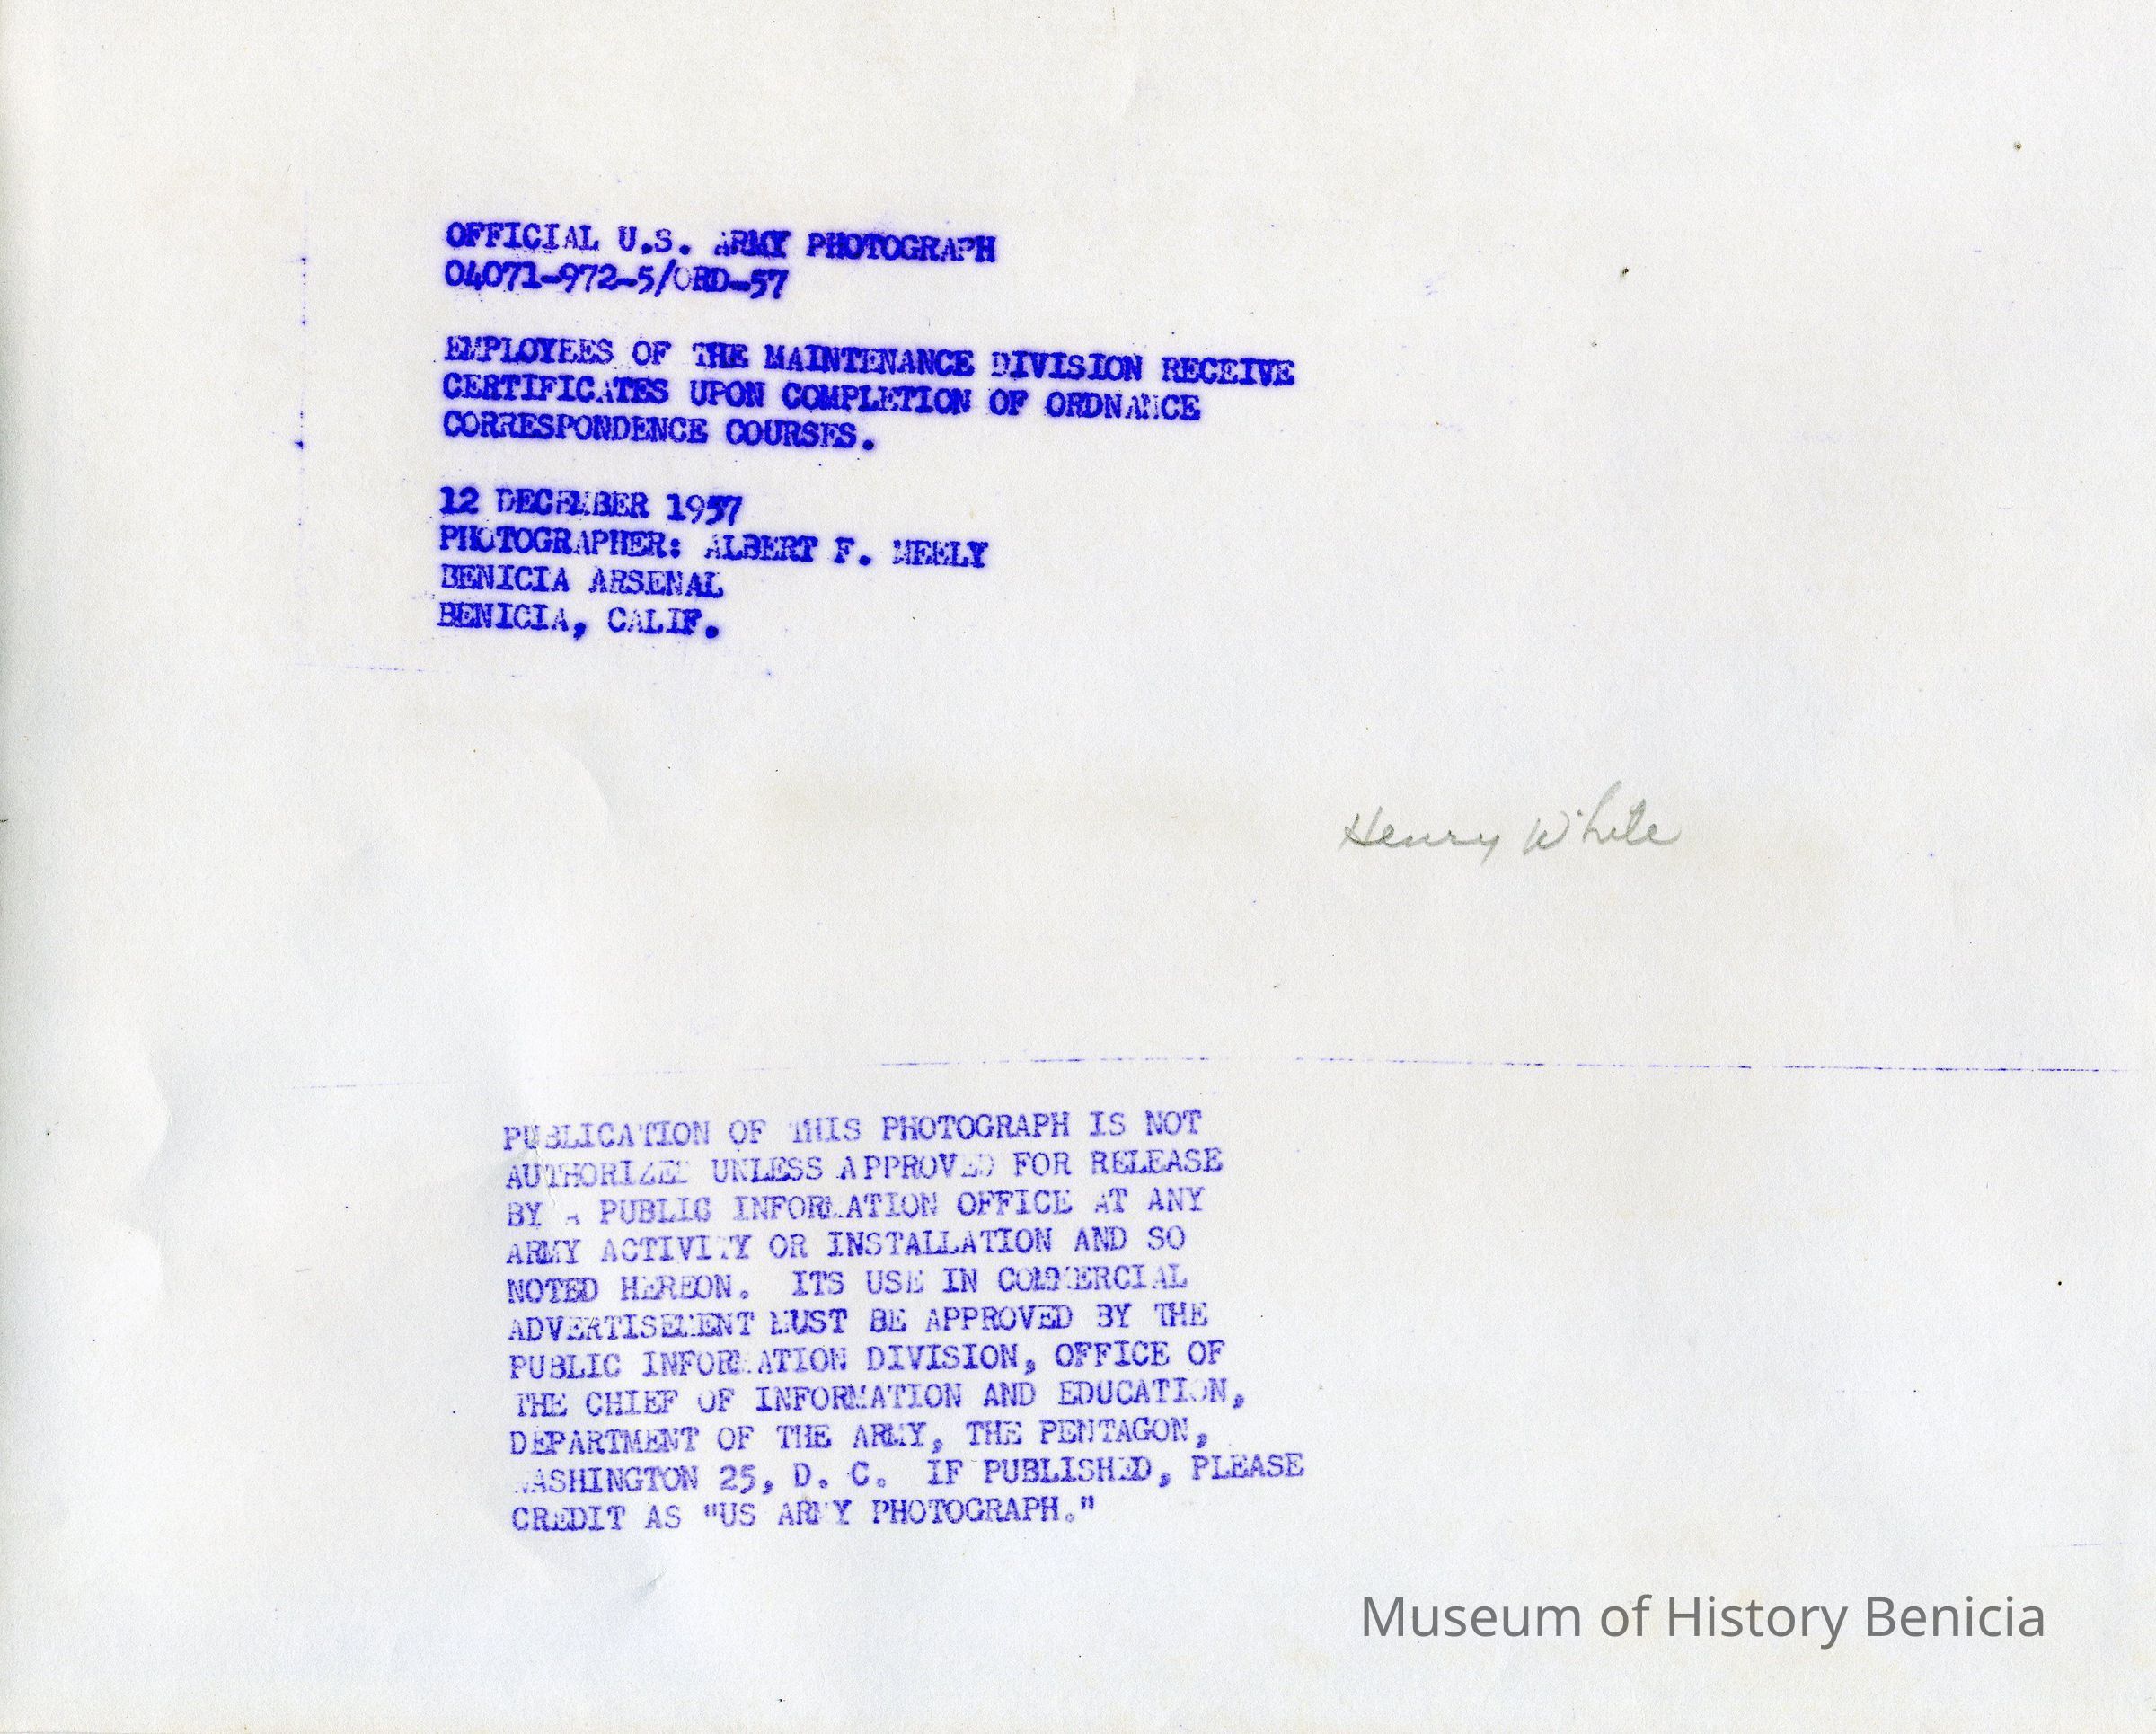 OFFICIAL U.S. ARMY PHOTOGRAPH
04071-972-5/ORD-57
EMPLOYEES OF THE MAINTENANCE DIVISION RECEIVE
CERTIFICATES UPON COMPLETION OF ORDNANCE
CORRESPONDENCE COURSES.
12 DECEMBER 1957
PHOTOGRAPHER: ALBERT F. MEELY
BENICIA ARSENAL
BENICIA, CALIF.
Henry White
PUBLICATION OF THIS PHOTOGRAPH IS NOT
AUTHORIZED UNLESS APPROVED FOR RELEASE
BY A PUBLIC INFORMATION OFFICE AT ANY
ARMY ACTIVITY OR INSTALLATION AND SO
NOTED HEREON. ITS USE IN COMMERCIAL
ADVERTISEMENT MUST BE APPROVED BY THE
PUBLIC INFORMATION DIVISION, OFFICE OF
THE CHIEF OF INFORMATION AND EDUCATION,
DEPARTMENT OF THE ARMY, THE PENTAGON,
WASHINGTON 25, D. C. IF PUBLISHED, PLEASE
CREDIT AS "US ARMY PHOTOGRAPH."
Museum of History Benicia